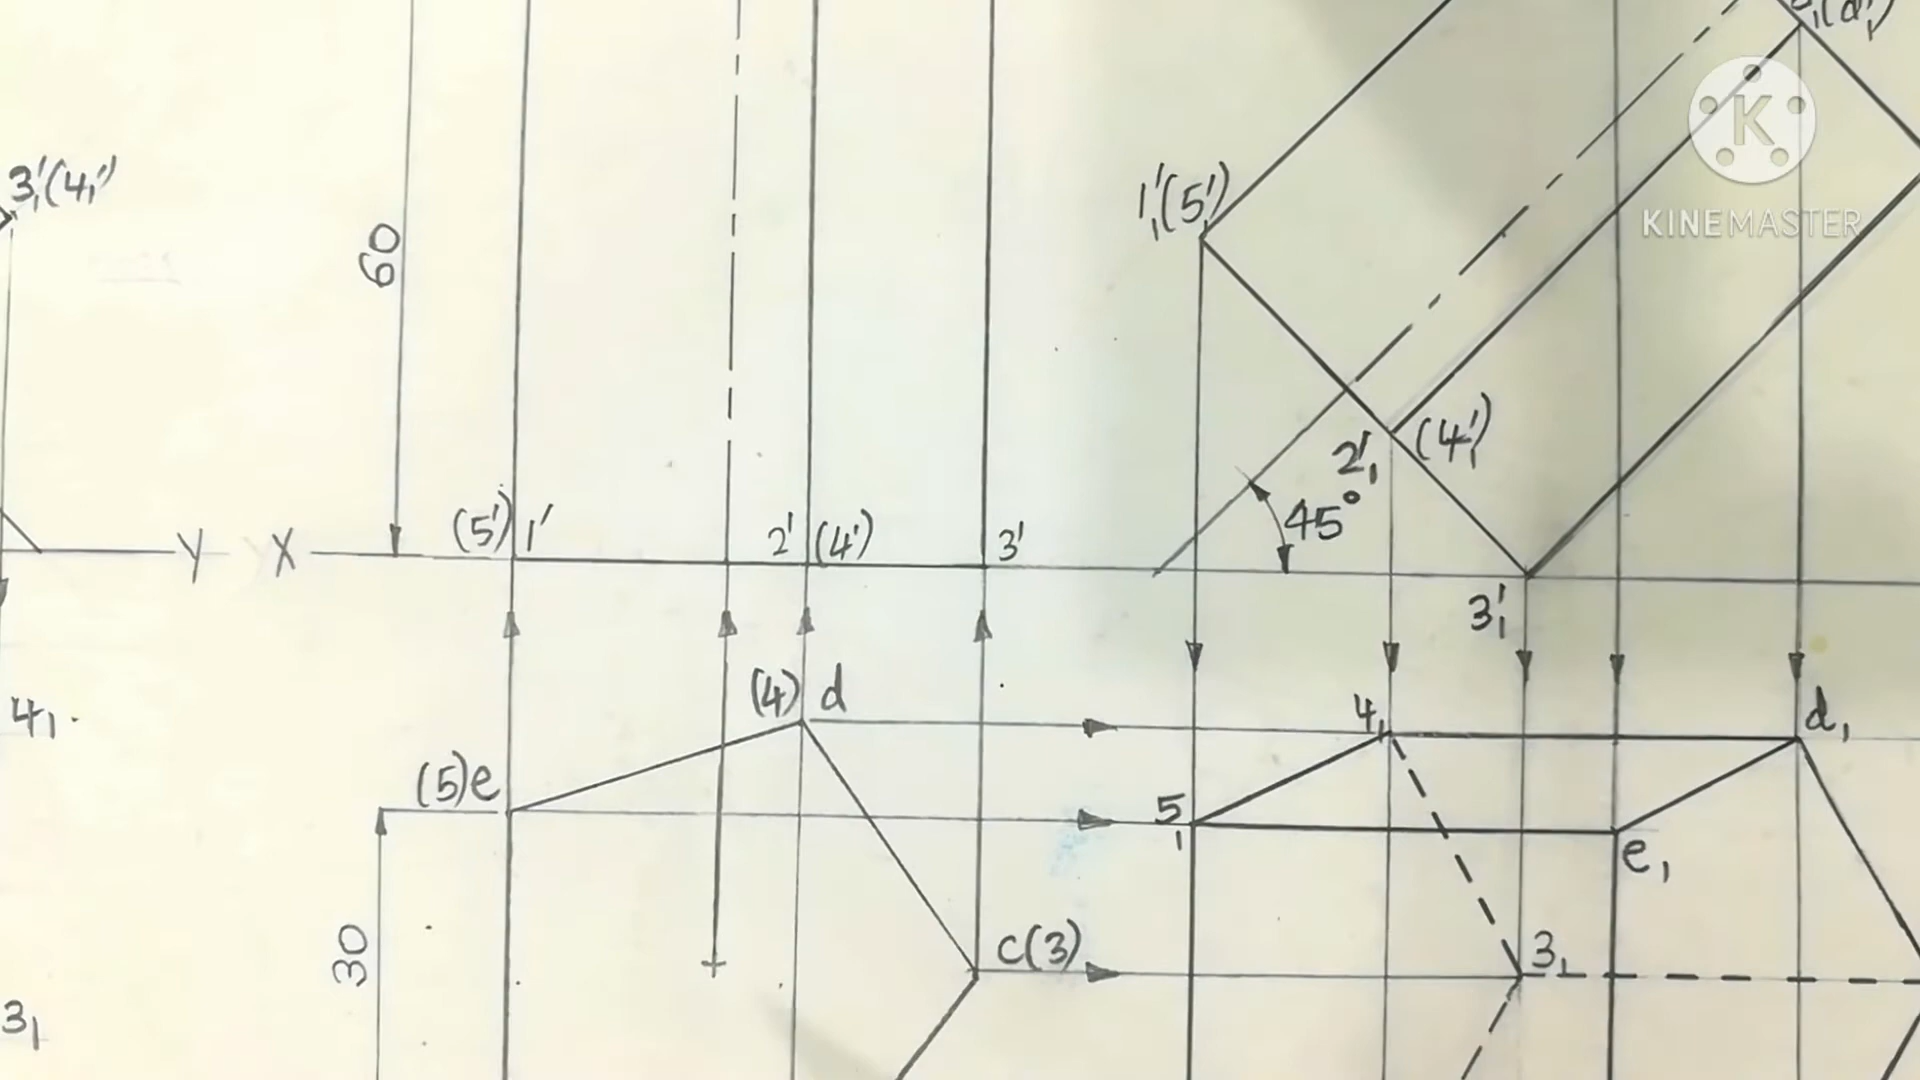 3₁'(4₁')
60
1₁'(5₁')
KINEMASTER
2₁' (4₁')
45°
(5') 1'
2' (4')
3'
Y X
3₁'
(4) d
4₁
4₁
d₁
(5)e
5₁
e₁
30
c(3)
3₁
3₁